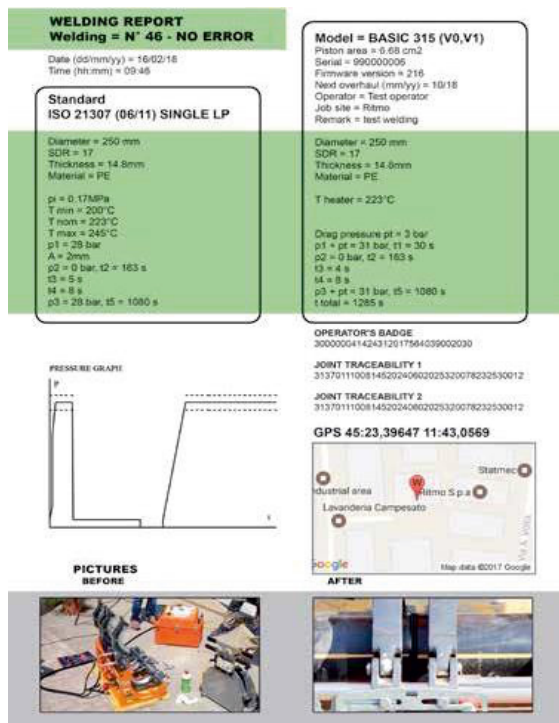 WELDING REPORT
Welding = N° 46 - NO ERROR
Date (dd/mm/yy) = 16/02/18
Time (hh:mm) = 09:46
Standard
ISO 21307 (06/11) SINGLE LP
Diameter = 250 mm
SDR = 17
Thickness = 14.8mm
Material = PE
pi = 0.17MPa
T min = 200°C
T nom = 223°C
T max = 245°C
p1 = 28 bar
A = 2mm
p2 = 0 bar, t2 = 163 s
t3 = 5 s
t4 = 8 s
p3 = 28 bar, t5 = 1080 s
Model = BASIC 315 (V0,V1)
Piston area = 6.68 cm2
Serial = 990000006
Firmware version = 216
Next overhaul (mm/yy) = 10/18
Operator = Test operator
Job site = Ritmo
Remark = test welding
Diameter = 250 mm
SDR = 17
Thickness = 14.8mm
Material = PE
T heater = 223°C
Drag pressure pt = 3 bar
p1 + pt = 31 bar, t1 = 30 s
p2 = 0 bar, t2 = 163 s
t3 = 4 s
t4 = 8 s
p3 + pt = 31 bar, t5 = 1080 s
t total = 1285 s
OPERATOR'S BADGE
300000041424312017564039002030
JOINT TRACEABILITY 1
3137011100814520240602025320078232530012
JOINT TRACEABILITY 2
3137011100814520240602025320078232530012
GPS 45:23,39647 11:43,0569
PRESSURE GRAPH
P
t
Statmec
ndustrial area
W
Ritmo S.p.a
Lavanderia Campesato
Via A. Volta
oogle
Map data ©2017 Google
PICTURES
BEFORE
AFTER